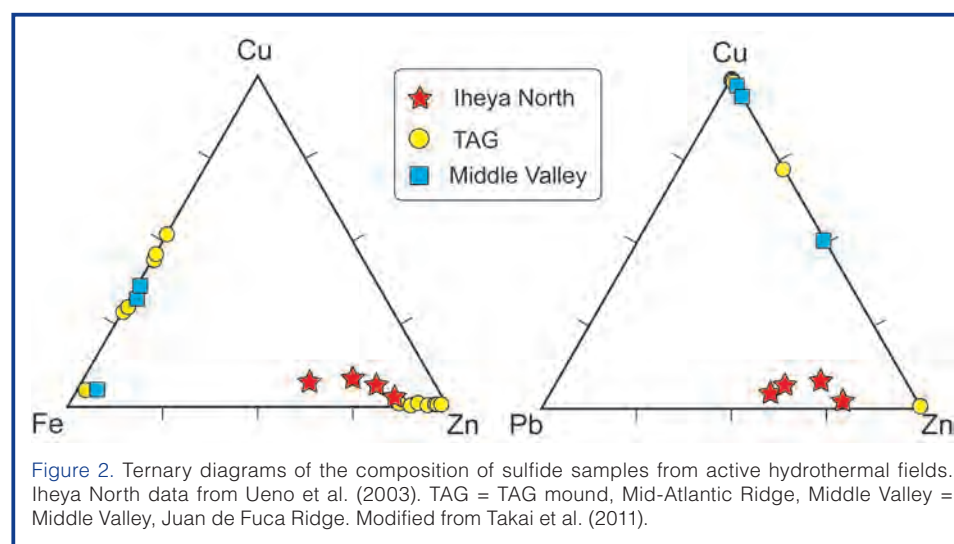 Cu
Cu
Iheya North
TAG
Middle Valley
Fe
Zn
Pb
Zn
Figure 2. Ternary diagrams of the composition of sulfide samples from active hydrothermal fields.
Iheya North data from Ueno et al. (2003). TAG = TAG mound, Mid-Atlantic Ridge, Middle Valley =
Middle Valley, Juan de Fuca Ridge. Modified from Takai et al. (2011).